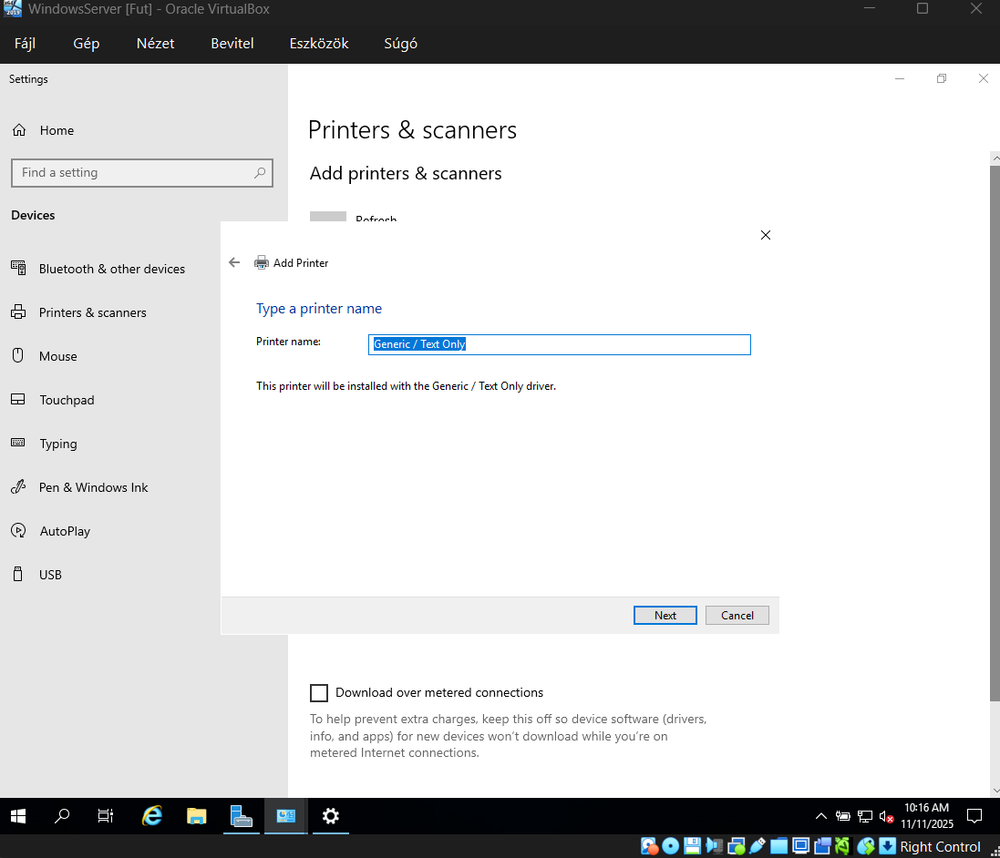 WindowsServer [Fut] - Oracle VirtualBox
Fájl Gép Nézet Bevitel Eszközök Súgó
Settings
Home
Find a setting
Devices
Bluetooth & other devices
Printers & scanners
Mouse
Touchpad
Typing
Pen & Windows Ink
AutoPlay
USB
Printers & scanners
Add printers & scanners
Refresh
Add Printer
Type a printer name
Printer name: Generic / Text Only
This printer will be installed with the Generic / Text Only driver.
Next Cancel
Download over metered connections
To help prevent extra charges, keep this off so device software (drivers,
info, and apps) for new devices won't download while you're on
metered Internet connections.
10:16 AM
11/11/2025
Right Control